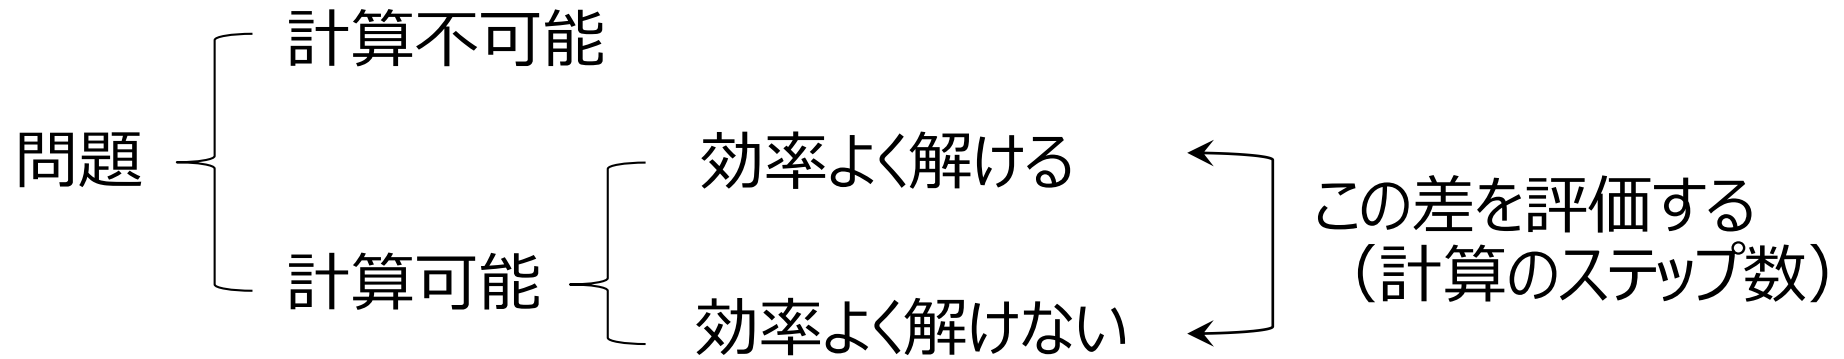 計算不可能
問題
計算可能
効率よく解ける
効率よく解けない
この差を評価する
（計算のステップ数）